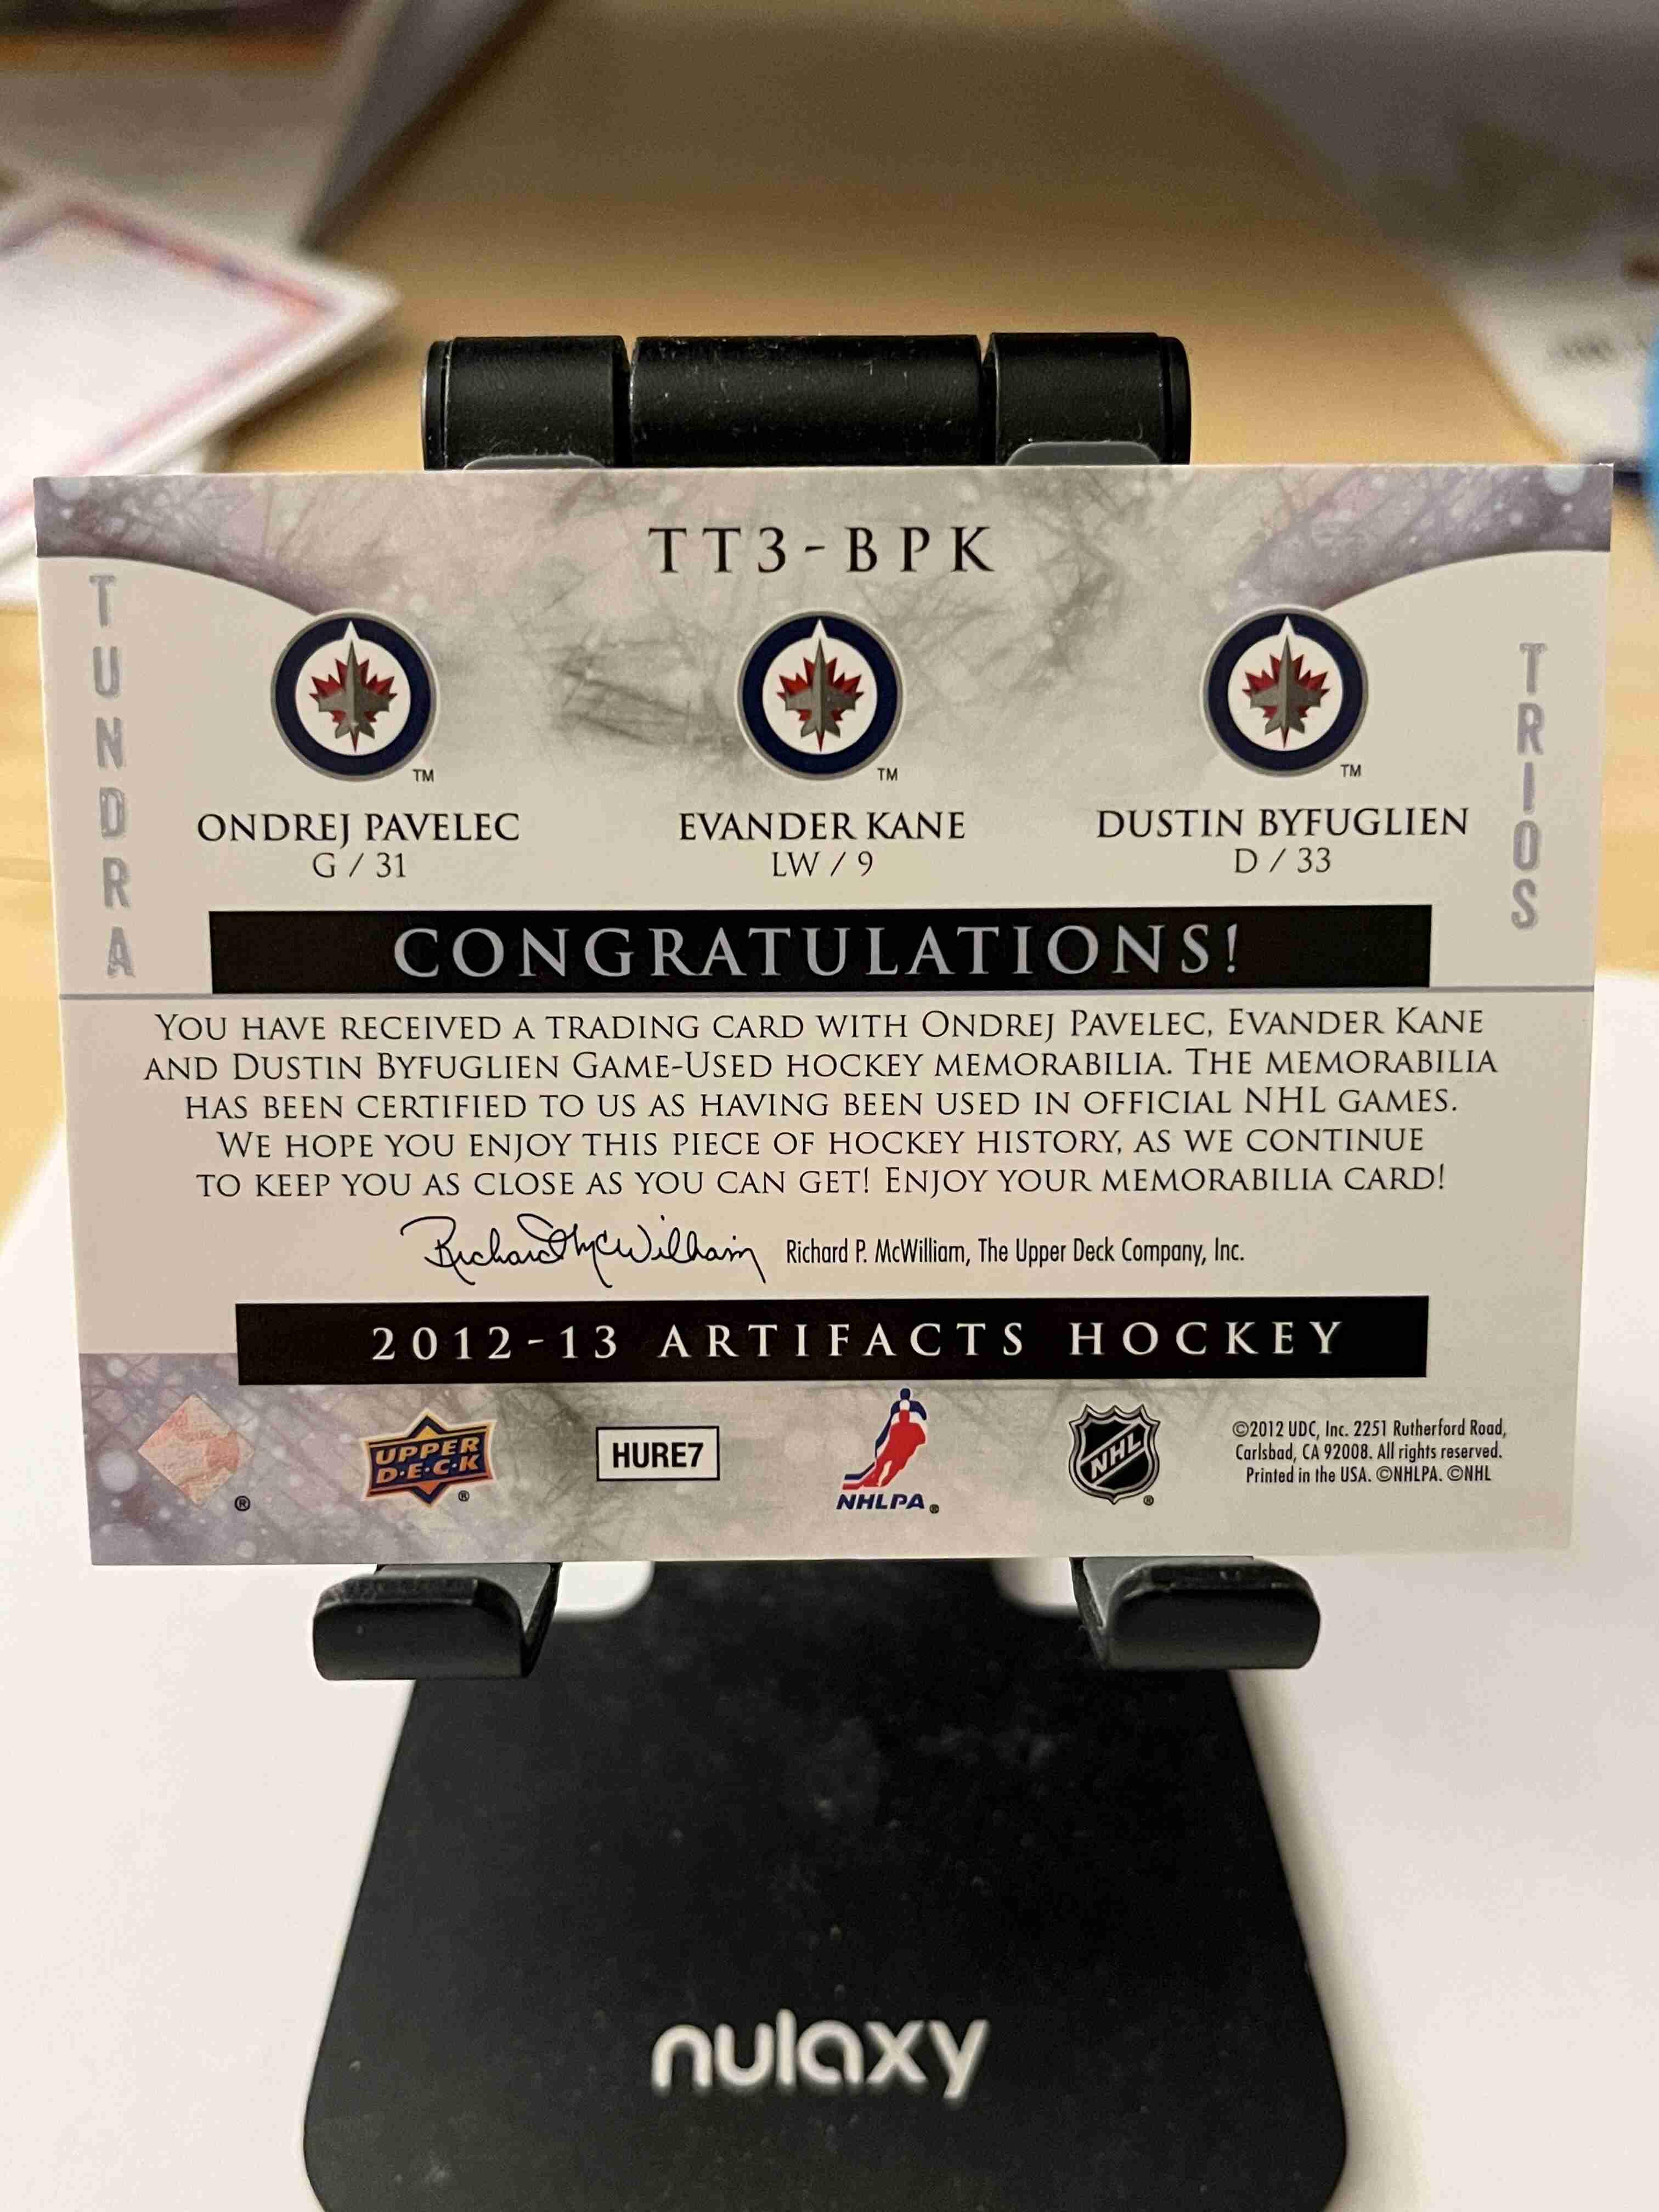 TT3-BPK
TUNDRA
TRIOS
TM
TM
TM
ONDREJ PAVELEC
G / 31
EVANDER KANE
LW / 9
DUSTIN BYFUGLIEN
D / 33
CONGRATULATIONS!
YOU HAVE RECEIVED A TRADING CARD WITH ONDREJ PAVELEC, EVANDER KANE
AND DUSTIN BYFUGLIEN GAME-USED HOCKEY MEMORABILIA. THE MEMORABILIA
HAS BEEN CERTIFIED TO US AS HAVING BEEN USED IN OFFICIAL NHL GAMES.
WE HOPE YOU ENJOY THIS PIECE OF HOCKEY HISTORY, AS WE CONTINUE
TO KEEP YOU AS CLOSE AS YOU CAN GET! ENJOY YOUR MEMORABILIA CARD!
Richard McWilliam Richard P. McWilliam, The Upper Deck Company, Inc.
2012-13 ARTIFACTS HOCKEY
®
UPPER
D·E·C·K
®
HURE7
NHLPA®
NHL
®
©2012 UDC, Inc. 2251 Rutherford Road,
Carlsbad, CA 92008. All rights reserved.
Printed in the USA. ©NHLPA. ©NHL
nulaxy